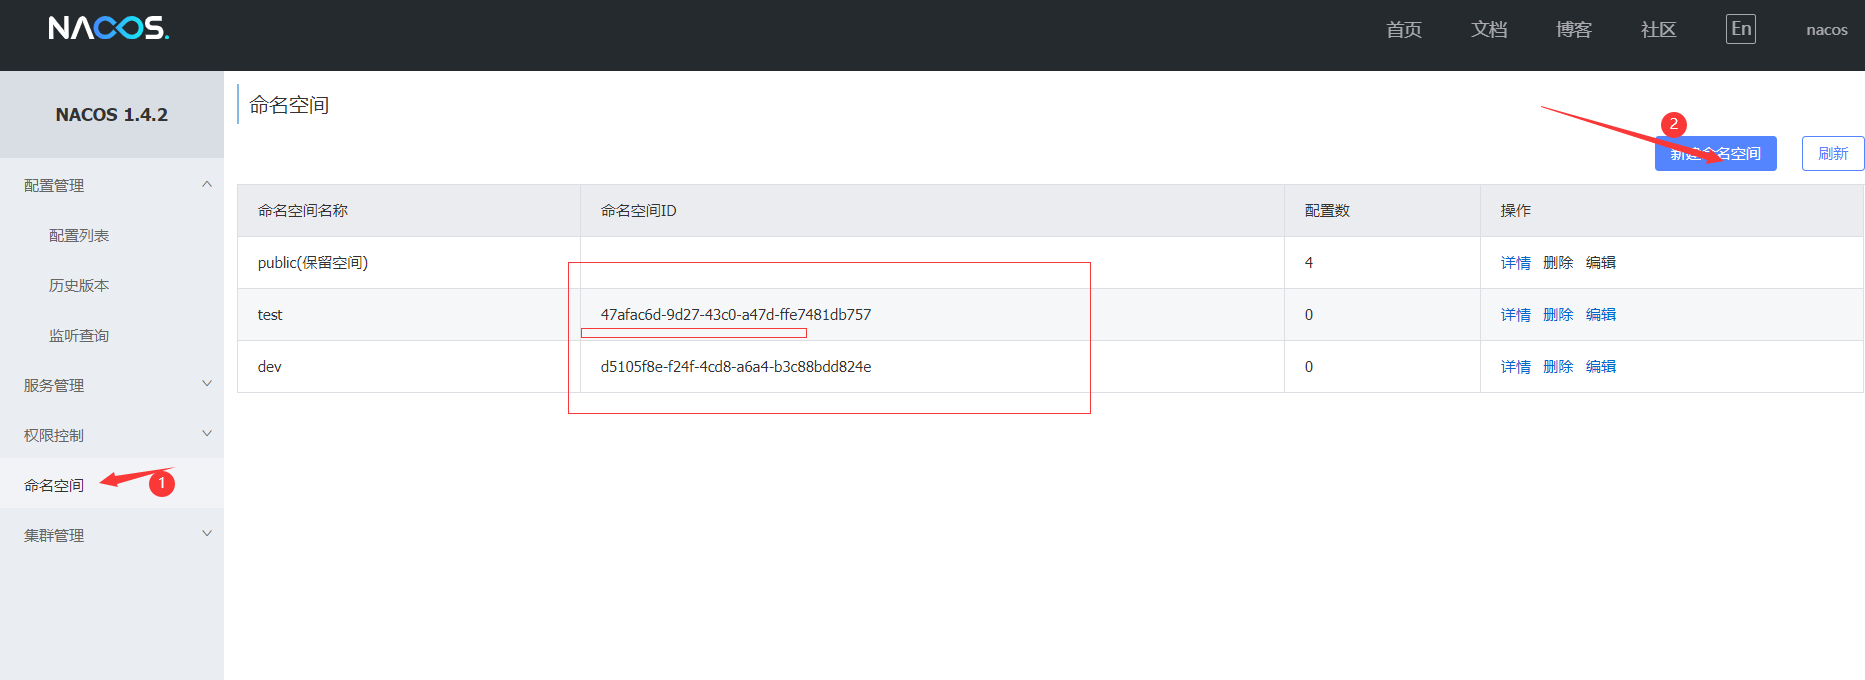 NACOS.
首页 文档 博客 社区 En nacos
NACOS 1.4.2
配置管理
配置列表
历史版本
监听查询
服务管理
权限控制
命名空间
1
集群管理
命名空间
2
新建命名空间 刷新
命名空间名称 命名空间ID 配置数 操作
public(保留空间) 4 详情 删除 编辑
test 47afac6d-9d27-43c0-a47d-ffe7481db757 0 详情 删除 编辑
dev d5105f8e-f24f-4cd8-a6a4-b3c88bdd824e 0 详情 删除 编辑